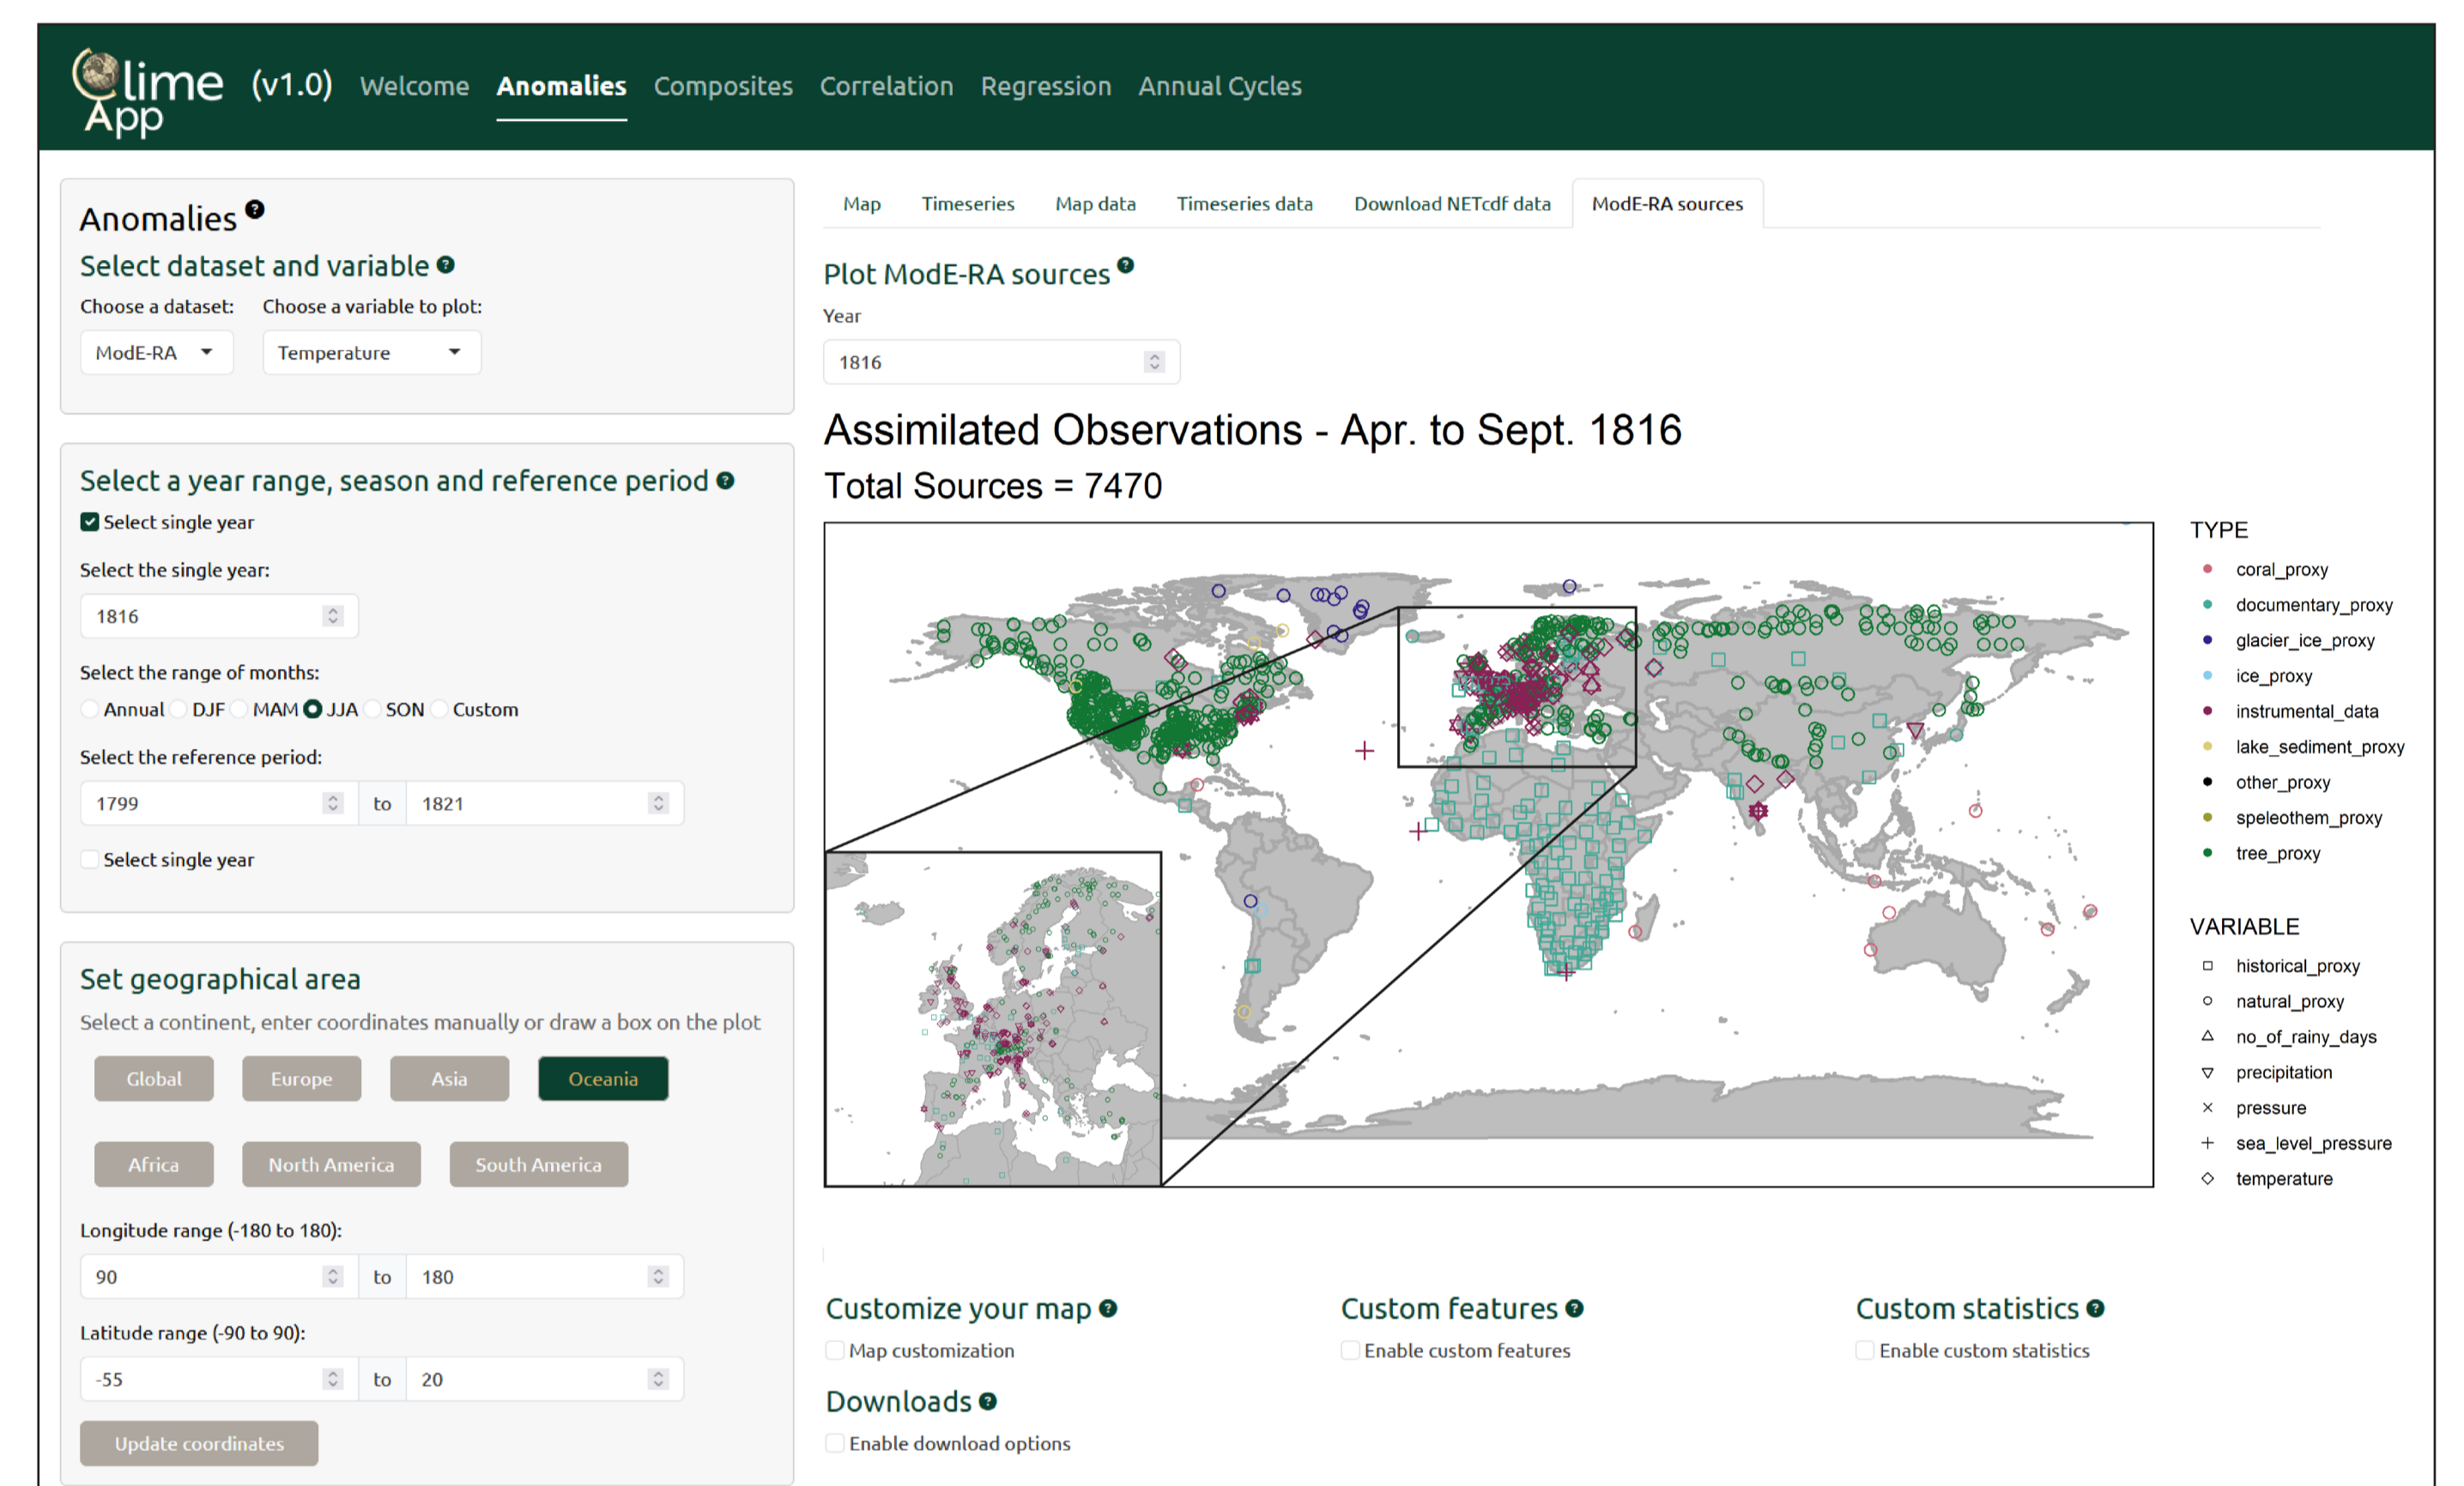 Clime App (v1.0) Welcome Anomalies Composites Correlation Regression Annual Cycles
Anomalies ?
Select dataset and variable ?
Choose a dataset: Choose a variable to plot:
ModE-RA Temperature
Select a year range, season and reference period ?
Select single year
Select the single year:
1816
Select the range of months:
Annual DJF MAM JJA SON Custom
Select the reference period:
1799 to 1821
Select single year
Set geographical area
Select a continent, enter coordinates manually or draw a box on the plot
Global Europe Asia Oceania
Africa North America South America
Longitude range (-180 to 180):
90 to 180
Latitude range (-90 to 90):
-55 to 20
Update coordinates
Map Timeseries Map data Timeseries data Download NETcdf data ModE-RA sources
Plot ModE-RA sources ?
Year
1816
Assimilated Observations - Apr. to Sept. 1816
Total Sources = 7470
TYPE
coral_proxy
documentary_proxy
glacier_ice_proxy
ice_proxy
instrumental_data
lake_sediment_proxy
other_proxy
speleothem_proxy
tree_proxy
VARIABLE
historical_proxy
natural_proxy
no_of_rainy_days
precipitation
pressure
sea_level_pressure
temperature
Customize your map ? Custom features ? Custom statistics ?
Map customization Enable custom features Enable custom statistics
Downloads ?
Enable download options